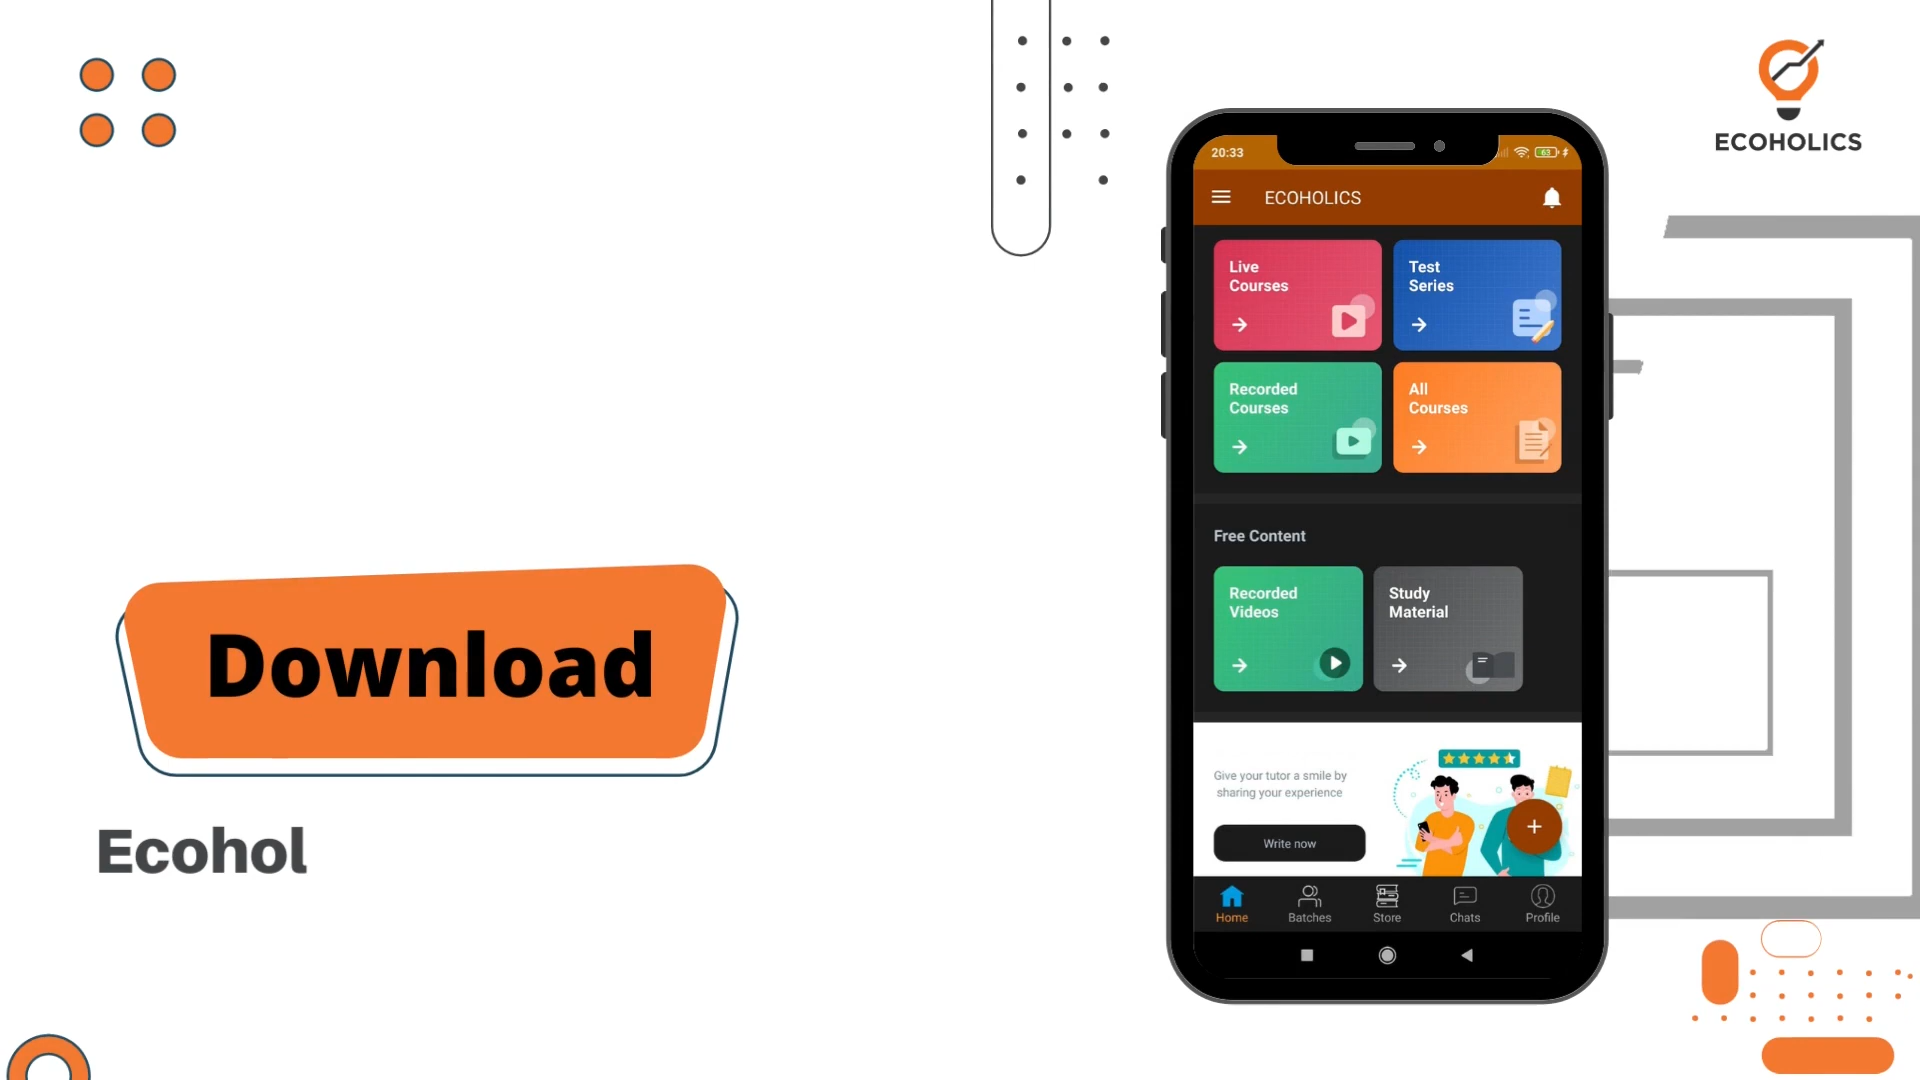 Download
Ecohol
20:33
63
ECOHOLICS
Live
Courses
Test
Series
Recorded
Courses
All
Courses
Free Content
Recorded
Videos
Study
Material
Give your tutor a smile by
sharing your experience
Write now
Home
Batches
Store
Chats
Profile
ECOHOLICS